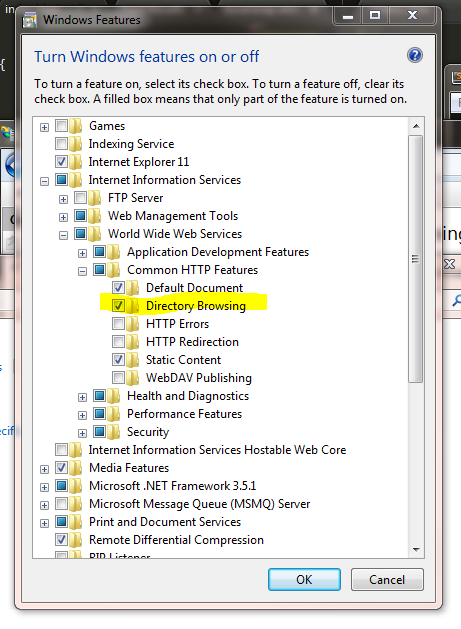 in
Windows Features
{
Turn Windows features on or off
To turn a feature on, select its check box. To turn a feature off, clear its
check box. A filled box means that only part of the feature is turned on.
Games
Indexing Service
Internet Explorer 11
Internet Information Services
FTP Server
Web Management Tools
World Wide Web Services
Application Development Features
Common HTTP Features
Default Document
Directory Browsing
HTTP Errors
HTTP Redirection
Static Content
WebDAV Publishing
Health and Diagnostics
Performance Features
Security
Internet Information Services Hostable Web Core
Media Features
Microsoft .NET Framework 3.5.1
Microsoft Message Queue (MSMQ) Server
Print and Document Services
Remote Differential Compression
RIP Listener
OK
Cancel
ing
s
ecif